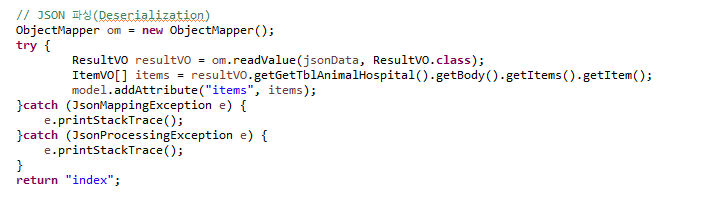 // JSON 파싱(Deserialization)
ObjectMapper om = new ObjectMapper();
try {
ResultVO resultVO = om.readValue(jsonData, ResultVO.class);
ItemVO[] items = resultVO.getGetTblAnimalHospital().getBody().getItems().getItem();
model.addAttribute("items", items);
}catch (JsonMappingException e) {
e.printStackTrace();
}catch (JsonProcessingException e) {
e.printStackTrace();
}
return "index";